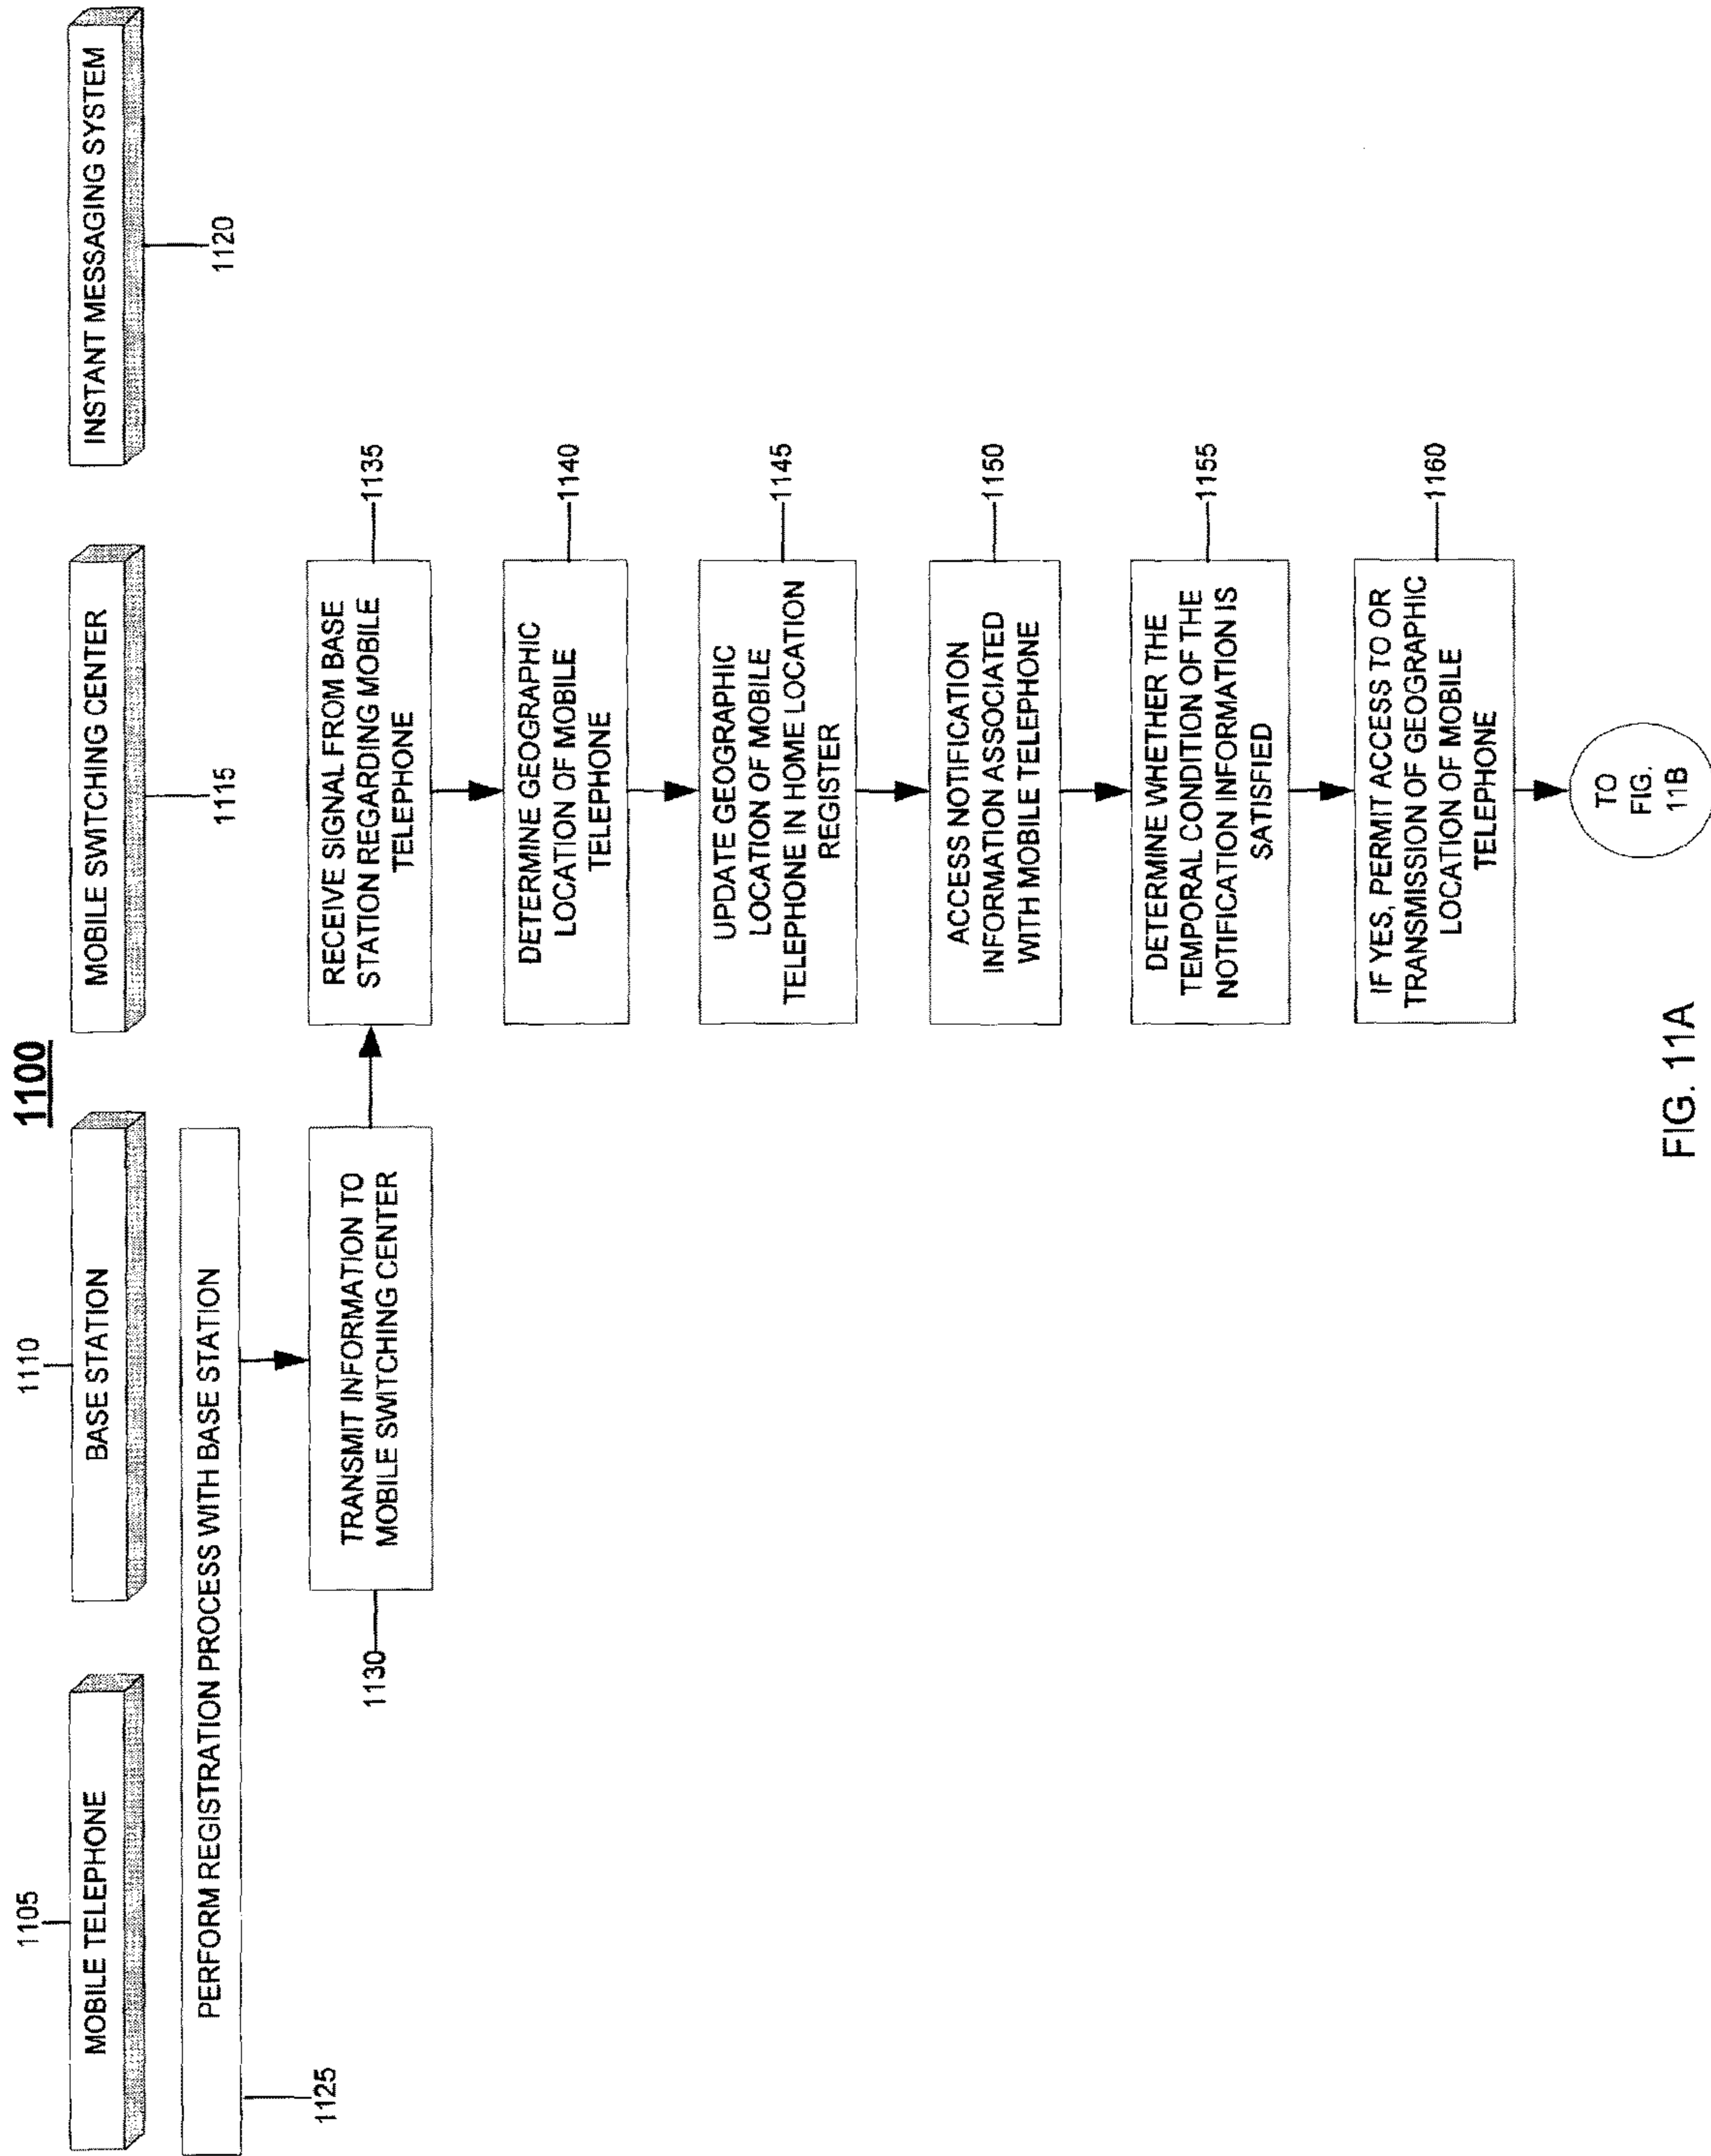 1100
1105
MOBILE TELEPHONE
1110
BASE STATION
MOBILE SWITCHING CENTER
1115
INSTANT MESSAGING SYSTEM
1120
PERFORM REGISTRATION PROCESS WITH BASE STATION
1125
TRANSMIT INFORMATION TO
MOBILE SWITCHING CENTER
1130
RECEIVE SIGNAL FROM BASE
STATION REGARDING MOBILE
TELEPHONE
1135
DETERMINE GEOGRAPHIC
LOCATION OF MOBILE
TELEPHONE
1140
UPDATE GEOGRAPHIC
LOCATION OF MOBILE
TELEPHONE IN HOME LOCATION
REGISTER
1145
ACCESS NOTIFICATION
INFORMATION ASSOCIATED
WITH MOBILE TELEPHONE
1150
DETERMINE WHETHER THE
TEMPORAL CONDITION OF THE
NOTIFICATION INFORMATION IS
SATISFIED
1155
IF YES, PERMIT ACCESS TO OR
TRANSMISSION OF GEOGRAPHIC
LOCATION OF MOBILE
TELEPHONE
1160
TO
FIG.
11B
FIG. 11A